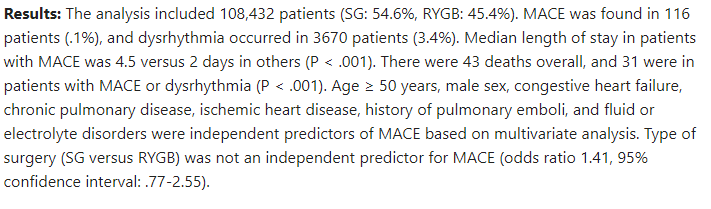 Results: The analysis included 108,432 patients (SG: 54.6%, RYGB: 45.4%). MACE was found in 116
patients (.1%), and dysrhythmia occurred in 3670 patients (3.4%). Median length of stay in patients
with MACE was 4.5 versus 2 days in others (P < .001). There were 43 deaths overall, and 31 were in
patients with MACE or dysrhythmia (P < .001). Age ≥ 50 years, male sex, congestive heart failure,
chronic pulmonary disease, ischemic heart disease, history of pulmonary emboli, and fluid or
electrolyte disorders were independent predictors of MACE based on multivariate analysis. Type of
surgery (SG versus RYGB) was not an independent predictor for MACE (odds ratio 1.41, 95%
confidence interval: .77-2.55).